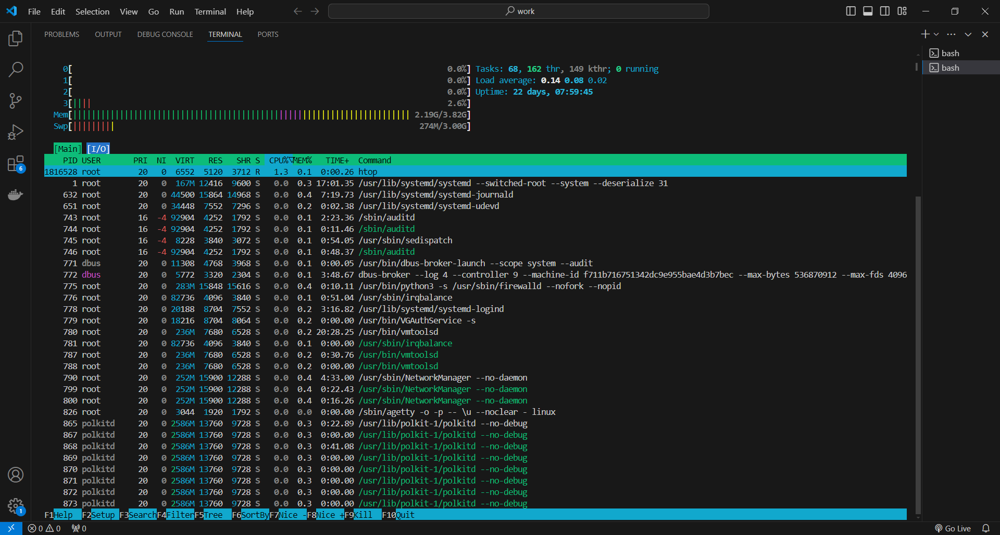 File Edit Selection View Go Run Terminal Help work
PROBLEMS OUTPUT DEBUG CONSOLE TERMINAL PORTS
bash
bash
0[ 0.0%] Tasks: 68, 162 thr, 149 kthr; 0 running
1[ 0.0%] Load average: 0.14 0.08 0.02
2[ 0.0%] Uptime: 22 days, 07:59:45
3[|||| 2.6%]
Mem[||||||||||||||||||||||||||||||||||||||||||||||||||||||||||||||||||||||||2.19G/3.82G]
Swp[||||||||| 274M/3.00G]
[Main] [I/O]
PID USER PRI NI VIRT RES SHR S CPU%▽MEM% TIME+ Command
1816528 root 20 0 6552 5120 3712 R 1.3 0.1 0:00.26 htop
1 root 20 0 167M 12416 9600 S 0.0 0.3 17:01.35 /usr/lib/systemd/systemd --switched-root --system --deserialize 31
632 root 20 0 44500 15864 14968 S 0.0 0.4 7:19.73 /usr/lib/systemd/systemd-journald
651 root 20 0 34448 7552 7296 S 0.0 0.2 0:02.38 /usr/lib/systemd/systemd-udevd
743 root 16 -4 92904 4252 1792 S 0.0 0.1 2:23.36 /sbin/auditd
744 root 16 -4 92904 4252 1792 S 0.0 0.1 0:11.46 /sbin/auditd
745 root 16 -4 8228 3840 3072 S 0.0 0.1 0:54.05 /usr/sbin/sedispatch
746 root 16 -4 92904 4252 1792 S 0.0 0.1 0:48.37 /sbin/auditd
771 dbus 20 0 11308 4768 3968 S 0.0 0.1 0:00.05 /usr/bin/dbus-broker-launch --scope system --audit
772 dbus 20 0 5772 3320 2304 S 0.0 0.1 3:48.67 dbus-broker --log 4 --controller 9 --machine-id f711b716751342dc9e955bae4d3b7bec --max-bytes 536870912 --max-fds 4096
775 root 20 0 283M 15848 15616 S 0.0 0.4 0:10.11 /usr/bin/python3 -s /usr/sbin/firewalld --nofork --nopid
776 root 20 0 82736 4096 3840 S 0.0 0.1 0:51.04 /usr/sbin/irqbalance
778 root 20 0 20188 8704 7552 S 0.0 0.2 3:16.82 /usr/lib/systemd/systemd-logind
779 root 20 0 18216 8704 8064 S 0.0 0.2 0:00.00 /usr/bin/VGAuthService -s
780 root 20 0 236M 7680 6528 S 0.0 0.2 20:28.25 /usr/bin/vmtoolsd
781 root 20 0 82736 4096 3840 S 0.0 0.1 0:00.00 /usr/sbin/irqbalance
787 root 20 0 236M 7680 6528 S 0.0 0.2 0:30.76 /usr/bin/vmtoolsd
788 root 20 0 236M 7680 6528 S 0.0 0.2 0:00.00 /usr/bin/vmtoolsd
790 root 20 0 252M 15900 12288 S 0.0 0.4 4:33.00 /usr/sbin/NetworkManager --no-daemon
799 root 20 0 252M 15900 12288 S 0.0 0.4 0:22.43 /usr/sbin/NetworkManager --no-daemon
800 root 20 0 252M 15900 12288 S 0.0 0.4 0:16.26 /usr/sbin/NetworkManager --no-daemon
826 root 20 0 3044 1920 1792 S 0.0 0.0 0:00.00 /sbin/agetty -o -p -- \u --noclear - linux
865 polkitd 20 0 2586M 13760 9728 S 0.0 0.3 0:22.89 /usr/lib/polkit-1/polkitd --no-debug
867 polkitd 20 0 2586M 13760 9728 S 0.0 0.3 0:00.00 /usr/lib/polkit-1/polkitd --no-debug
868 polkitd 20 0 2586M 13760 9728 S 0.0 0.3 0:41.08 /usr/lib/polkit-1/polkitd --no-debug
869 polkitd 20 0 2586M 13760 9728 S 0.0 0.3 0:00.00 /usr/lib/polkit-1/polkitd --no-debug
870 polkitd 20 0 2586M 13760 9728 S 0.0 0.3 0:00.00 /usr/lib/polkit-1/polkitd --no-debug
871 polkitd 20 0 2586M 13760 9728 S 0.0 0.3 0:00.00 /usr/lib/polkit-1/polkitd --no-debug
872 polkitd 20 0 2586M 13760 9728 S 0.0 0.3 0:00.00 /usr/lib/polkit-1/polkitd --no-debug
873 polkitd 20 0 2586M 13760 9728 S 0.0 0.3 0:00.00 /usr/lib/polkit-1/polkitd --no-debug
F1Help F2Setup F3SearchF4FilterF5Tree F6SortByF7Nice -F8Nice +F9Kill F10Quit
6
1
0 0 0 Go Live